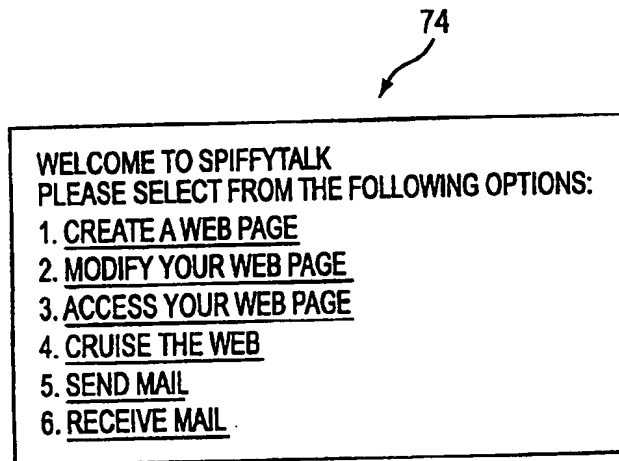 74
WELCOME TO SPIFFYTALK
PLEASE SELECT FROM THE FOLLOWING OPTIONS:
1. CREATE A WEB PAGE
2. MODIFY YOUR WEB PAGE
3. ACCESS YOUR WEB PAGE
4. CRUISE THE WEB
5. SEND MAIL
6. RECEIVE MAIL